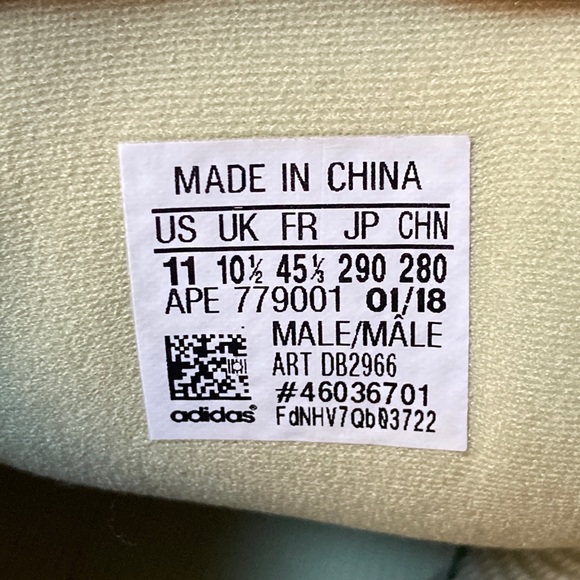 MADE IN CHINA
US UK FR JP CHN
11 10½ 45⅓ 290 280
APE 779001 01/18
MALE/MÂLE
ART DB2966
#46036701
adidas® FdNHV7Qb03722